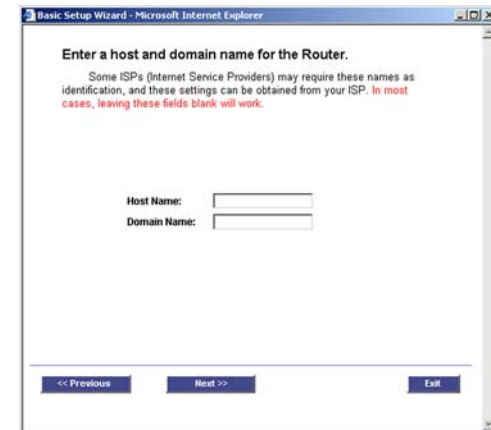 Basic Setup Wizard - Microsoft Internet Explorer
Enter a host and domain name for the Router.
Some ISPs (Internet Service Providers) may require these names as
identification, and these settings can be obtained from your ISP. In most
cases, leaving these fields blank will work.
Host Name:
Domain Name:
<< Previous
Next >>
Exit